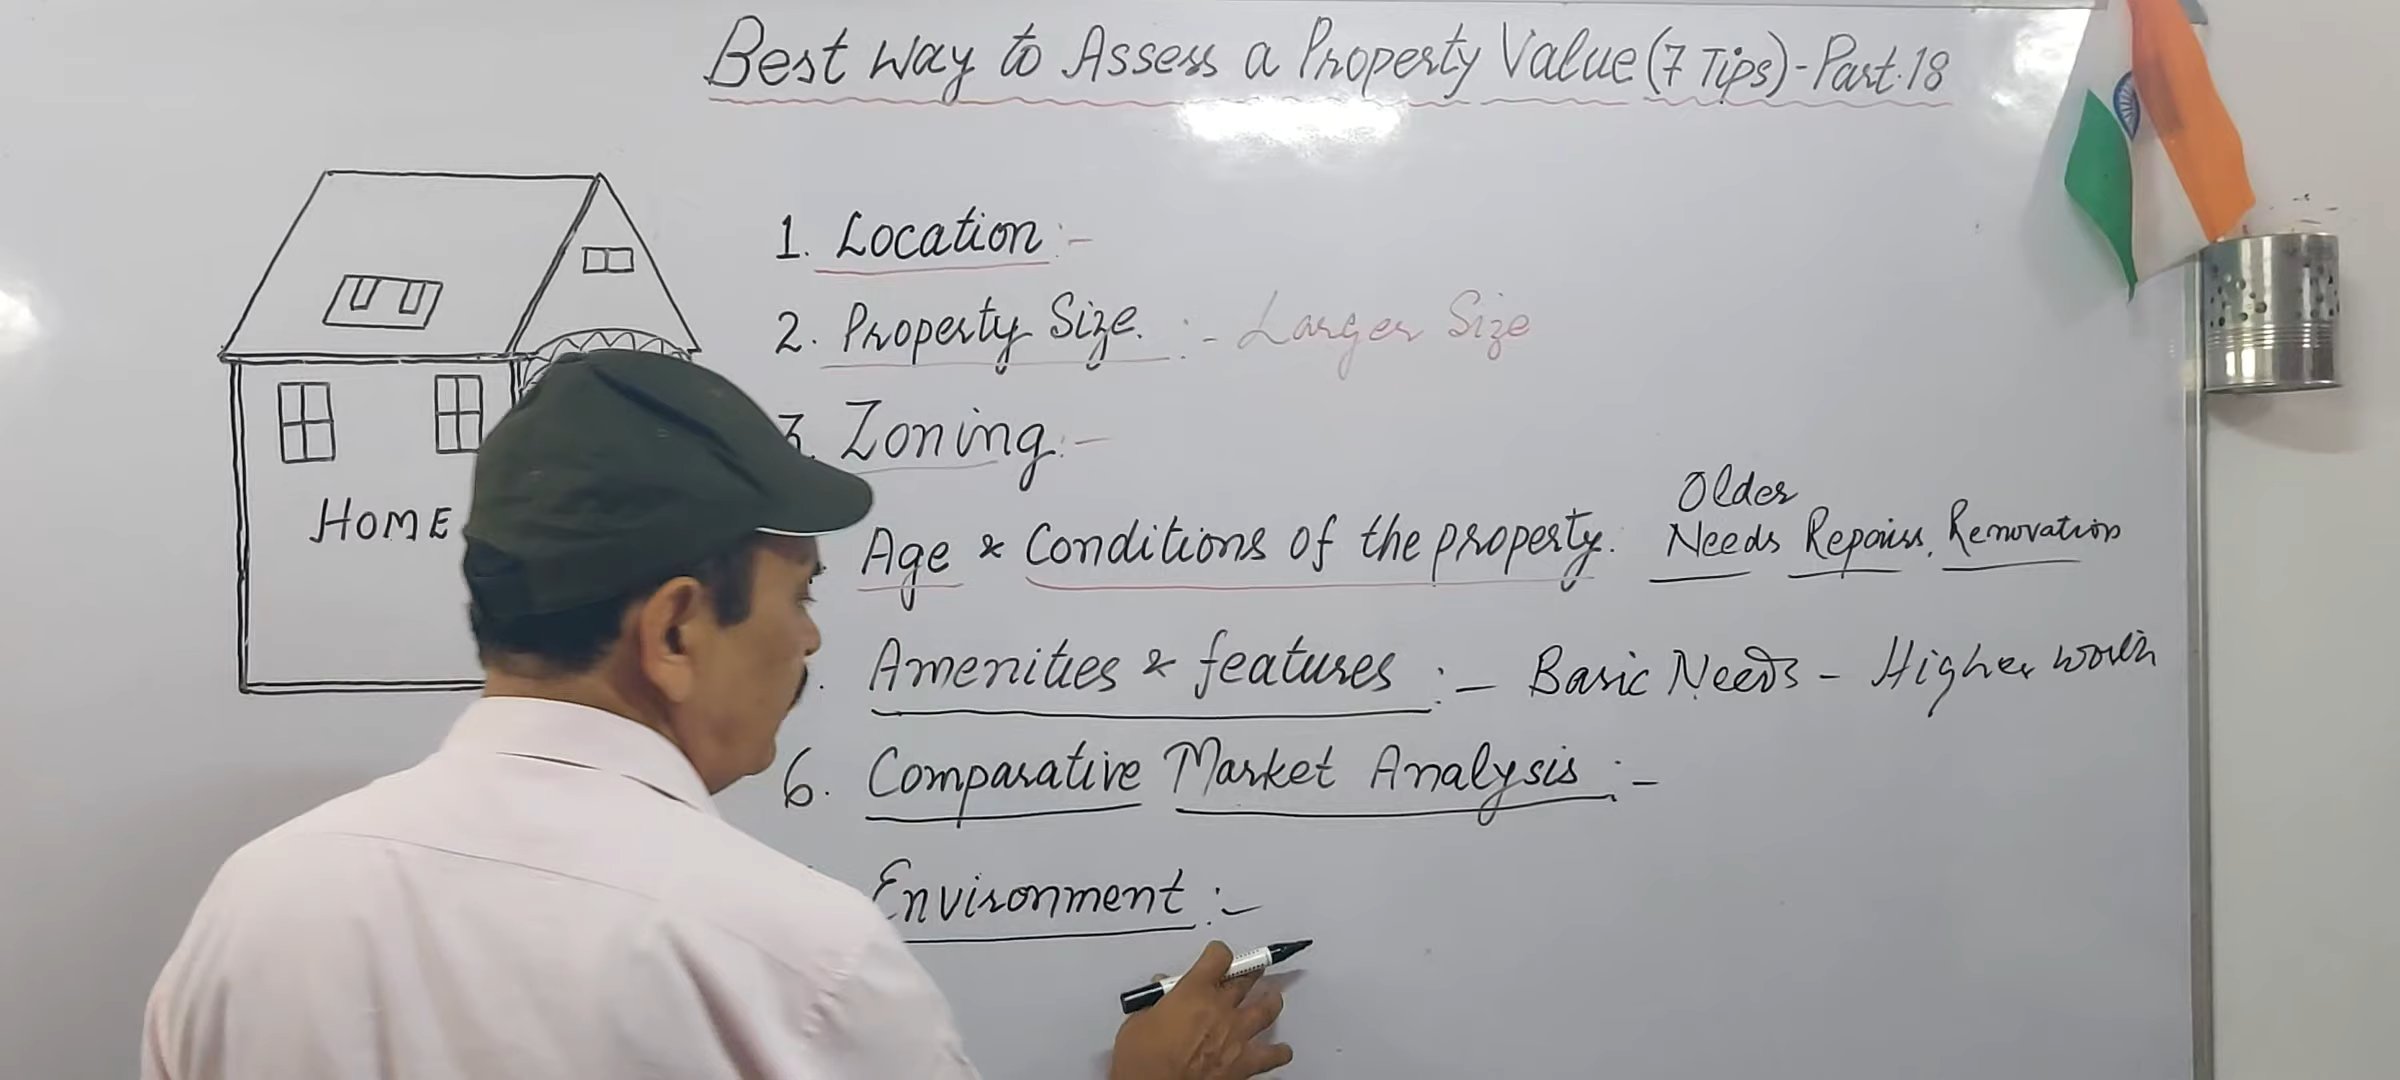 Best Way to Assess a Property Value (7 Tips) - Part.18
1. Location :-
2. Property Size. :- Larger Size
3. Zoning :-
Age & Conditions of the property. Older
Needs Repairs, Renovation
Amenities & features :- Basic Needs - Higher worth
6. Comparative Market Analysis :-
Environment :-
HOME